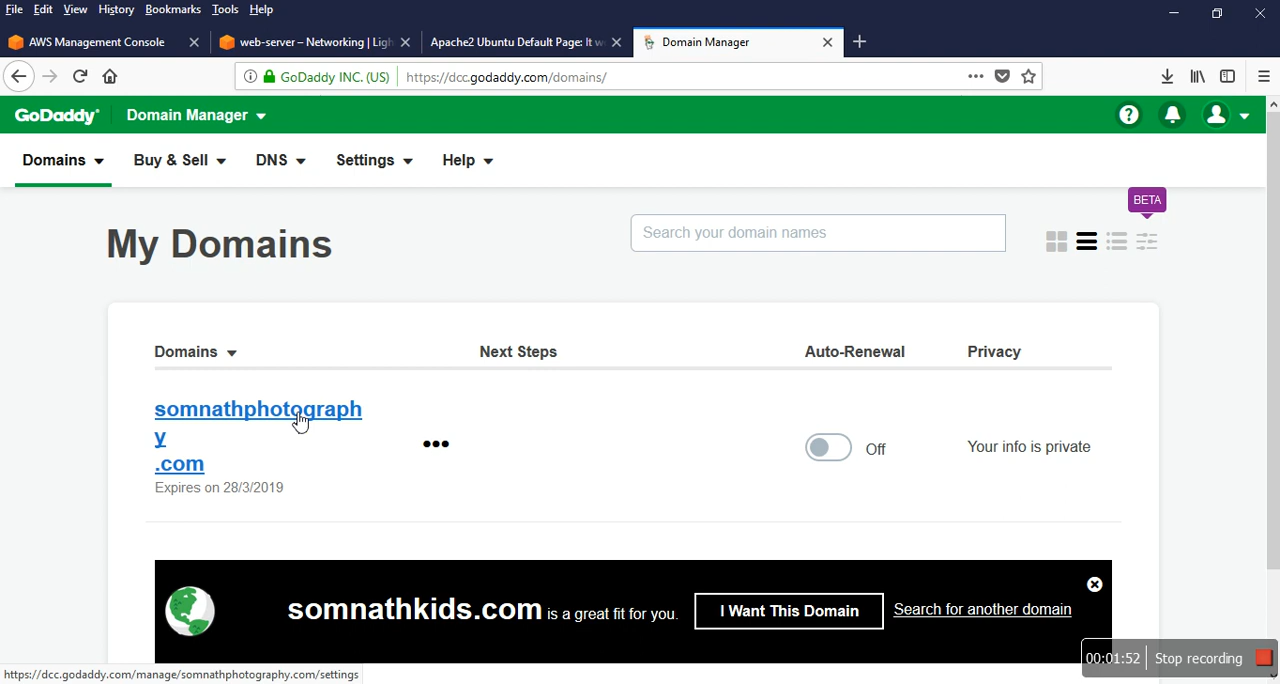 File Edit View History Bookmarks Tools Help
AWS Management Console
web-server – Networking | Ligh
Apache2 Ubuntu Default Page: It w
Domain Manager
GoDaddy INC. (US)
https://dcc.godaddy.com/domains/
GoDaddy
Domain Manager
Domains
Buy & Sell
DNS
Settings
Help
BETA
My Domains
Search your domain names
Domains
Next Steps
Auto-Renewal
Privacy
somnathphotograph
y
.com
Expires on 28/3/2019
Off
Your info is private
somnathkids.com is a great fit for you.
I Want This Domain
Search for another domain
00:01:52
Stop recording
https://dcc.godaddy.com/manage/somnathphotography.com/settings